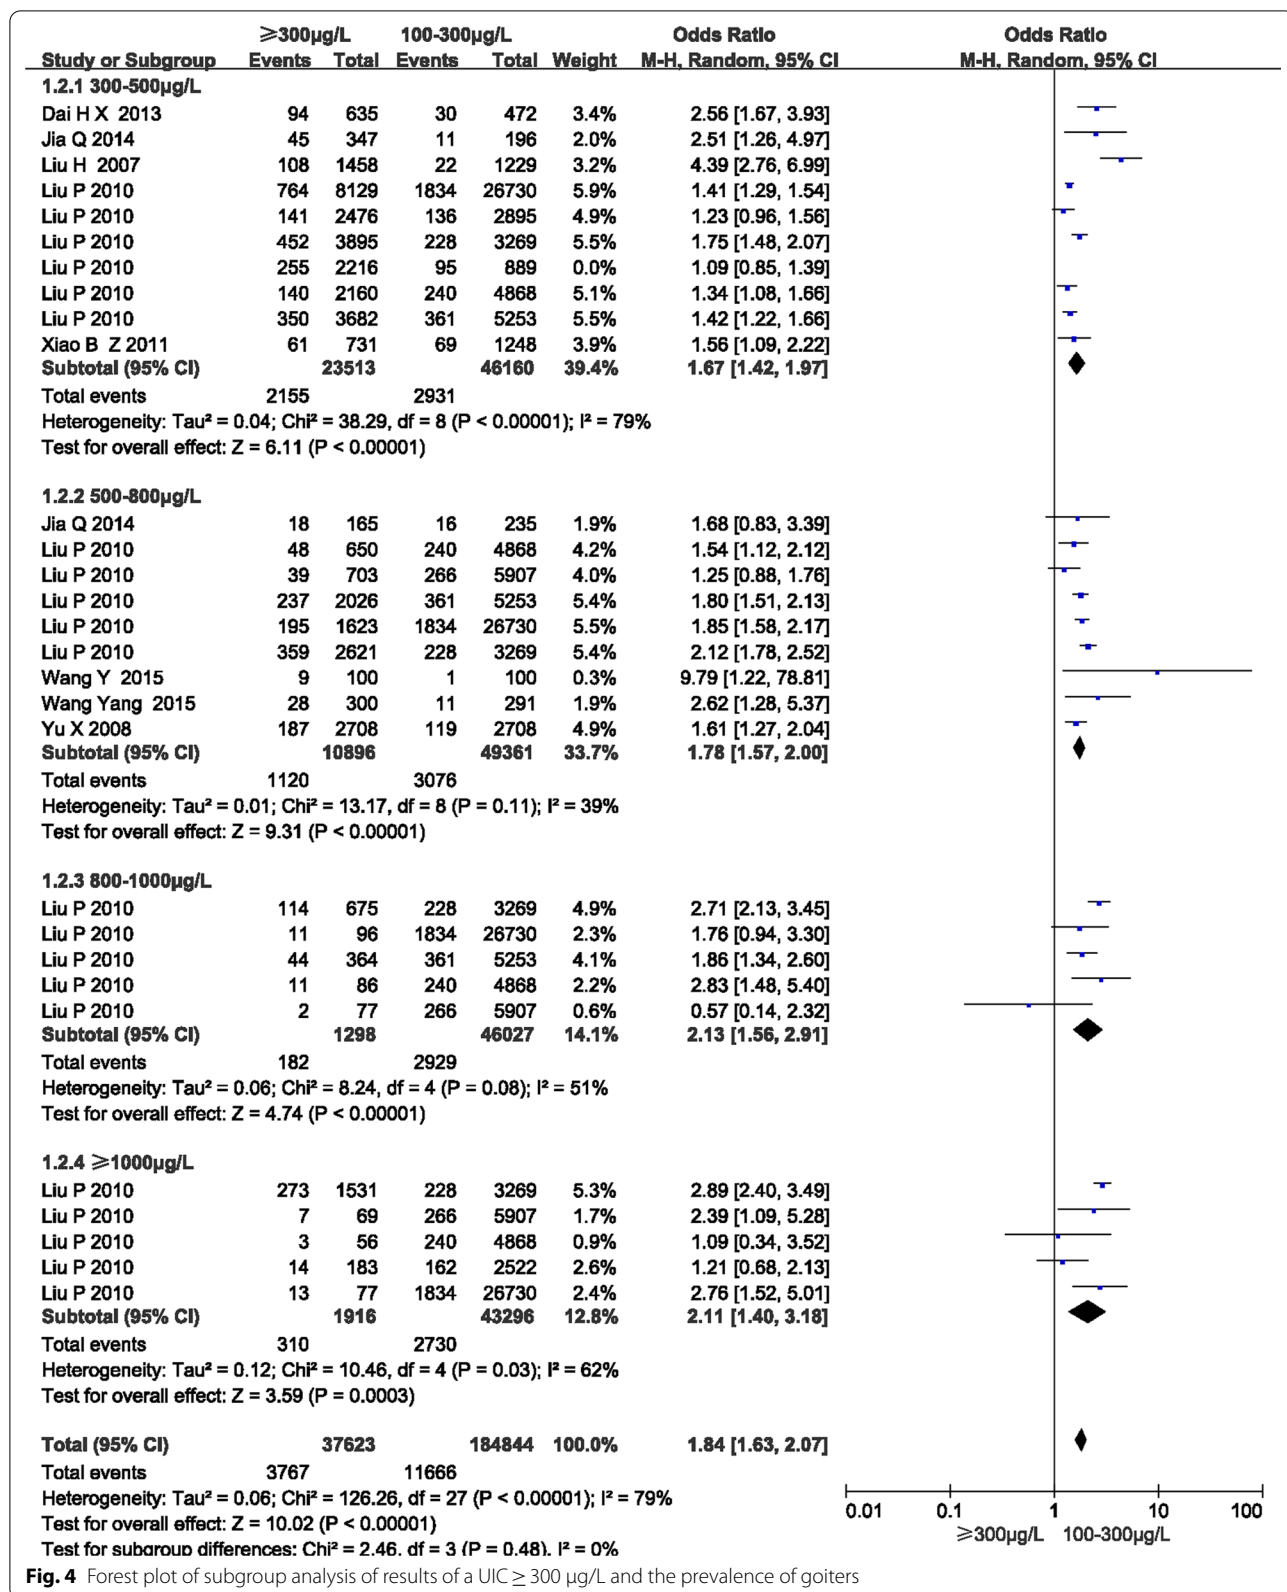 ≥300µg/L 100-300µg/L Odds Ratio Odds Ratio
Study or Subgroup Events Total Events Total Weight M-H, Random, 95% CI M-H, Random, 95% CI
1.2.1 300-500µg/L
Dai H X 2013 94 635 30 472 3.4% 2.56 [1.67, 3.93]
Jia Q 2014 45 347 11 196 2.0% 2.51 [1.26, 4.97]
Liu H 2007 108 1458 22 1229 3.2% 4.39 [2.76, 6.99]
Liu P 2010 764 8129 1834 26730 5.9% 1.41 [1.29, 1.54]
Liu P 2010 141 2476 136 2895 4.9% 1.23 [0.96, 1.56]
Liu P 2010 452 3895 228 3269 5.5% 1.75 [1.48, 2.07]
Liu P 2010 255 2216 95 889 0.0% 1.09 [0.85, 1.39]
Liu P 2010 140 2160 240 4868 5.1% 1.34 [1.08, 1.66]
Liu P 2010 350 3682 361 5253 5.5% 1.42 [1.22, 1.66]
Xiao B Z 2011 61 731 69 1248 3.9% 1.56 [1.09, 2.22]
Subtotal (95% CI) 23513 46160 39.4% 1.67 [1.42, 1.97]
Total events 2155 2931
Heterogeneity: Tau² = 0.04; Chi² = 38.29, df = 8 (P < 0.00001); I² = 79%
Test for overall effect: Z = 6.11 (P < 0.00001)
1.2.2 500-800µg/L
Jia Q 2014 18 165 16 235 1.9% 1.68 [0.83, 3.39]
Liu P 2010 48 650 240 4868 4.2% 1.54 [1.12, 2.12]
Liu P 2010 39 703 266 5907 4.0% 1.25 [0.88, 1.76]
Liu P 2010 237 2026 361 5253 5.4% 1.80 [1.51, 2.13]
Liu P 2010 195 1623 1834 26730 5.5% 1.85 [1.58, 2.17]
Liu P 2010 359 2621 228 3269 5.4% 2.12 [1.78, 2.52]
Wang Y 2015 9 100 1 100 0.3% 9.79 [1.22, 78.81]
Wang Yang 2015 28 300 11 291 1.9% 2.62 [1.28, 5.37]
Yu X 2008 187 2708 119 2708 4.9% 1.61 [1.27, 2.04]
Subtotal (95% CI) 10896 49361 33.7% 1.78 [1.57, 2.00]
Total events 1120 3076
Heterogeneity: Tau² = 0.01; Chi² = 13.17, df = 8 (P = 0.11); I² = 39%
Test for overall effect: Z = 9.31 (P < 0.00001)
1.2.3 800-1000µg/L
Liu P 2010 114 675 228 3269 4.9% 2.71 [2.13, 3.45]
Liu P 2010 11 96 1834 26730 2.3% 1.76 [0.94, 3.30]
Liu P 2010 44 364 361 5253 4.1% 1.86 [1.34, 2.60]
Liu P 2010 11 86 240 4868 2.2% 2.83 [1.48, 5.40]
Liu P 2010 2 77 266 5907 0.6% 0.57 [0.14, 2.32]
Subtotal (95% CI) 1298 46027 14.1% 2.13 [1.56, 2.91]
Total events 182 2929
Heterogeneity: Tau² = 0.06; Chi² = 8.24, df = 4 (P = 0.08); I² = 51%
Test for overall effect: Z = 4.74 (P < 0.00001)
1.2.4 ≥1000µg/L
Liu P 2010 273 1531 228 3269 5.3% 2.89 [2.40, 3.49]
Liu P 2010 7 69 266 5907 1.7% 2.39 [1.09, 5.28]
Liu P 2010 3 56 240 4868 0.9% 1.09 [0.34, 3.52]
Liu P 2010 14 183 162 2522 2.6% 1.21 [0.68, 2.13]
Liu P 2010 13 77 1834 26730 2.4% 2.76 [1.52, 5.01]
Subtotal (95% CI) 1916 43296 12.8% 2.11 [1.40, 3.18]
Total events 310 2730
Heterogeneity: Tau² = 0.12; Chi² = 10.46, df = 4 (P = 0.03); I² = 62%
Test for overall effect: Z = 3.59 (P = 0.0003)
Total (95% CI) 37623 184844 100.0% 1.84 [1.63, 2.07]
Total events 3767 11666
Heterogeneity: Tau² = 0.06; Chi² = 126.26, df = 27 (P < 0.00001); I² = 79%
Test for overall effect: Z = 10.02 (P < 0.00001)
Test for subgroup differences: Chi² = 2.46, df = 3 (P = 0.48), I² = 0%
0.01 0.1 1 10 100
≥300µg/L 100-300µg/L
Fig. 4 Forest plot of subgroup analysis of results of a UIC ≥ 300 µg/L and the prevalence of goiters